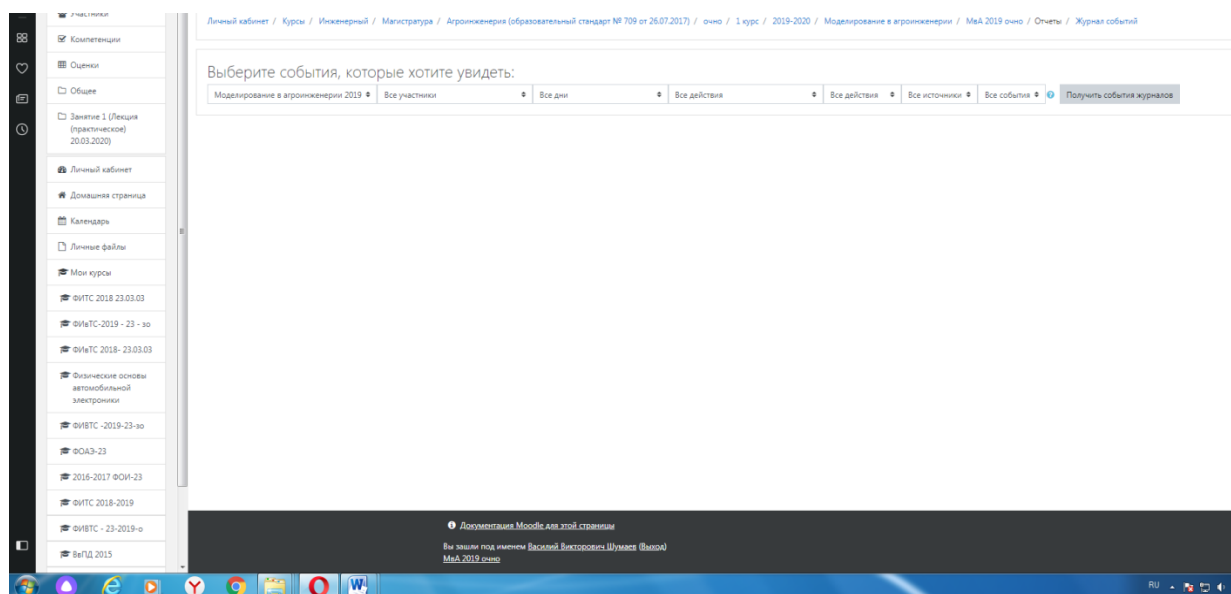 Участники
Компетенции
Оценки
Общее
Занятие 1 (Лекция
(практическое)
20.03.2020)
Личный кабинет
Домашняя страница
Календарь
Личные файлы
Мои курсы
ФИТС 2018 23.03.03
ФИвТС-2019 - 23 - зо
ФИвТС 2018- 23.03.03
Физические основы
автомобильной
электроники
ФИВТС -2019-23-зо
ФОАЭ-23
2016-2017 ФОИ-23
ФИТС 2018-2019
ФИВТС - 23-2019-о
ВвПД 2015
Личный кабинет / Курсы / Инженерный / Магистратура / Агроинженерия (образовательный стандарт № 709 от 26.07.2017) / очно / 1 курс / 2019-2020 / Моделирование в агроинженерии / МвА 2019 очно / Отчеты / Журнал событий
Выберите события, которые хотите увидеть:
Моделирование в агроинженерии 2019 Все участники Все дни Все действия Все действия Все источники Все события Получить события журналов
Документация Moodle для этой страницы
Вы зашли под именем Василий Викторович Шумаев (Выход)
МвА 2019 очно
RU